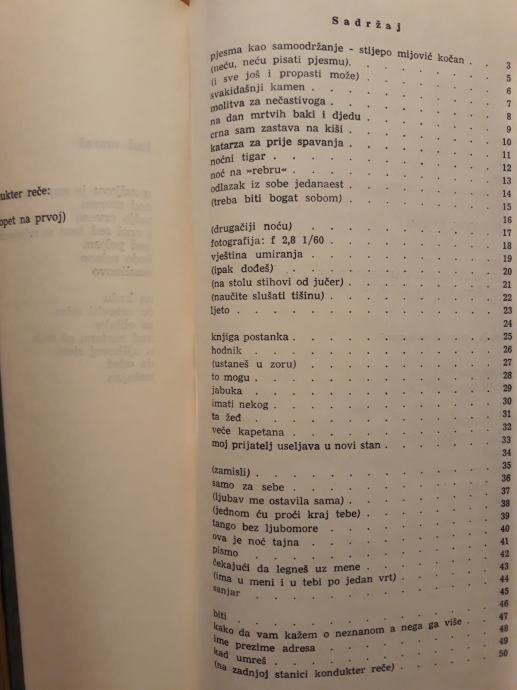 ukter reče:
opet na prvoj)
Sadržaj
pjesma kao samoodržanje - stijepo mijović kočan . 3
(neću, neću pisati pjesmu). . . . . . . 5
(i sve još i propasti može) . . . . . . . 6
svakidašnji kamen . . . . . . . . 7
molitva za nečastivoga . . . . . . . 8
na dan mrtvih baki i djedu . . . . . . 9
crna sam zastava na kiši . . . . . . . 10
katarza za prije spavanja . . . . . . . 11
noćni tigar . . . . . . . . . 12
noć na »rebru« . . . . . . . . 13
odlazak iz sobe jedanaest . . . . . . . 14
(treba biti bogat sobom) . . . . . . . 15
16
(drugačiji noću) . . . . . . . . 17
fotografija: f 2,8 1/60 . . . . . . . 18
vještina umiranja . . . . . . . . 19
(ipak dođeš) . . . . . . . . . 20
(na stolu stihovi od jučer) . . . . . . 21
(naučite slušati tišinu) . . . . . . . 22
ljeto . . . . . . . . . . 23
24
knjiga postanka . . . . . . . . 25
hodnik . . . . . . . . . . 26
(ustaneš u zoru) . . . . . . . . 27
to mogu . . . . . . . . . 28
jabuka . . . . . . . . . . 29
imati nekog . . . . . . . . . 30
ta žeđ . . . . . . . . . . 31
veče kapetana . . . . . . . . 32
moj prijatelj useljava u novi stan . . . . . 33
34
(zamisli) . . . . . . . . . 35
samo za sebe . . . . . . . . 36
(ljubav me ostavila sama) . . . . . . . 37
(jednom ću proći kraj tebe) . . . . . . 38
tango bez ljubomore . . . . . . . 39
ova je noć tajna . . . . . . . . 40
pismo . . . . . . . . . . 41
čekajući da legneš uz mene . . . . . . 42
(ima u meni i u tebi po jedan vrt) . . . . . 43
sanjar . . . . . . . . . . 44
45
biti . . . . . . . . . . 46
kako da vam kažem o neznanom a nega ga više . 47
ime prezime adresa . . . . . . . 48
kad umreš . . . . . . . . . 49
(na zadnjoj stanici kondukter reče) . . . . . 50